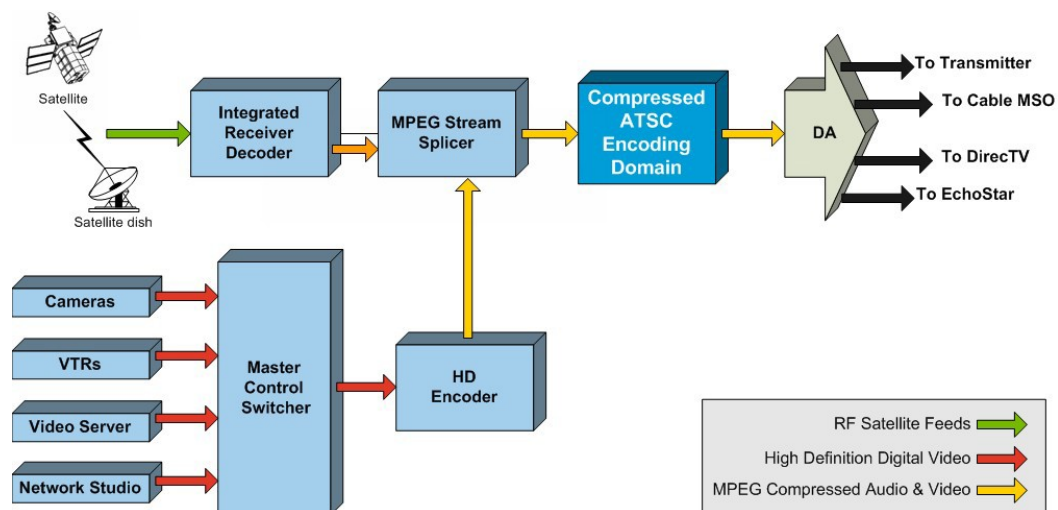 Satellite
Satellite dish
Integrated
Receiver
Decoder
MPEG Stream
Splicer
Compressed
ATSC
Encoding
Domain
DA
To Transmitter
To Cable MSO
To DirecTV
To EchoStar
Cameras
VTRs
Video Server
Network Studio
Master
Control
Switcher
HD
Encoder
RF Satellite Feeds
High Definition Digital Video
MPEG Compressed Audio & Video